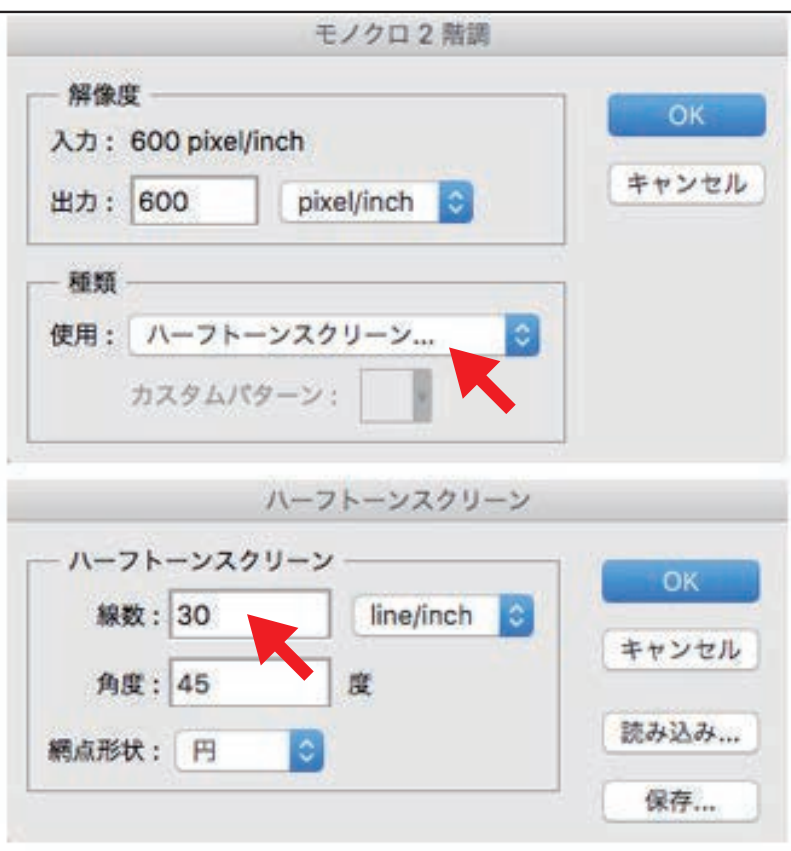 モノクロ 2 階調
解像度
入力： 600 pixel/inch
出力： 600 pixel/inch
OK
キャンセル
種類
使用： ハーフトーンスクリーン...
カスタムパターン：
ハーフトーンスクリーン
ハーフトーンスクリーン
線数： 30 line/inch
角度： 45 度
網点形状： 円
OK
キャンセル
読み込み...
保存...